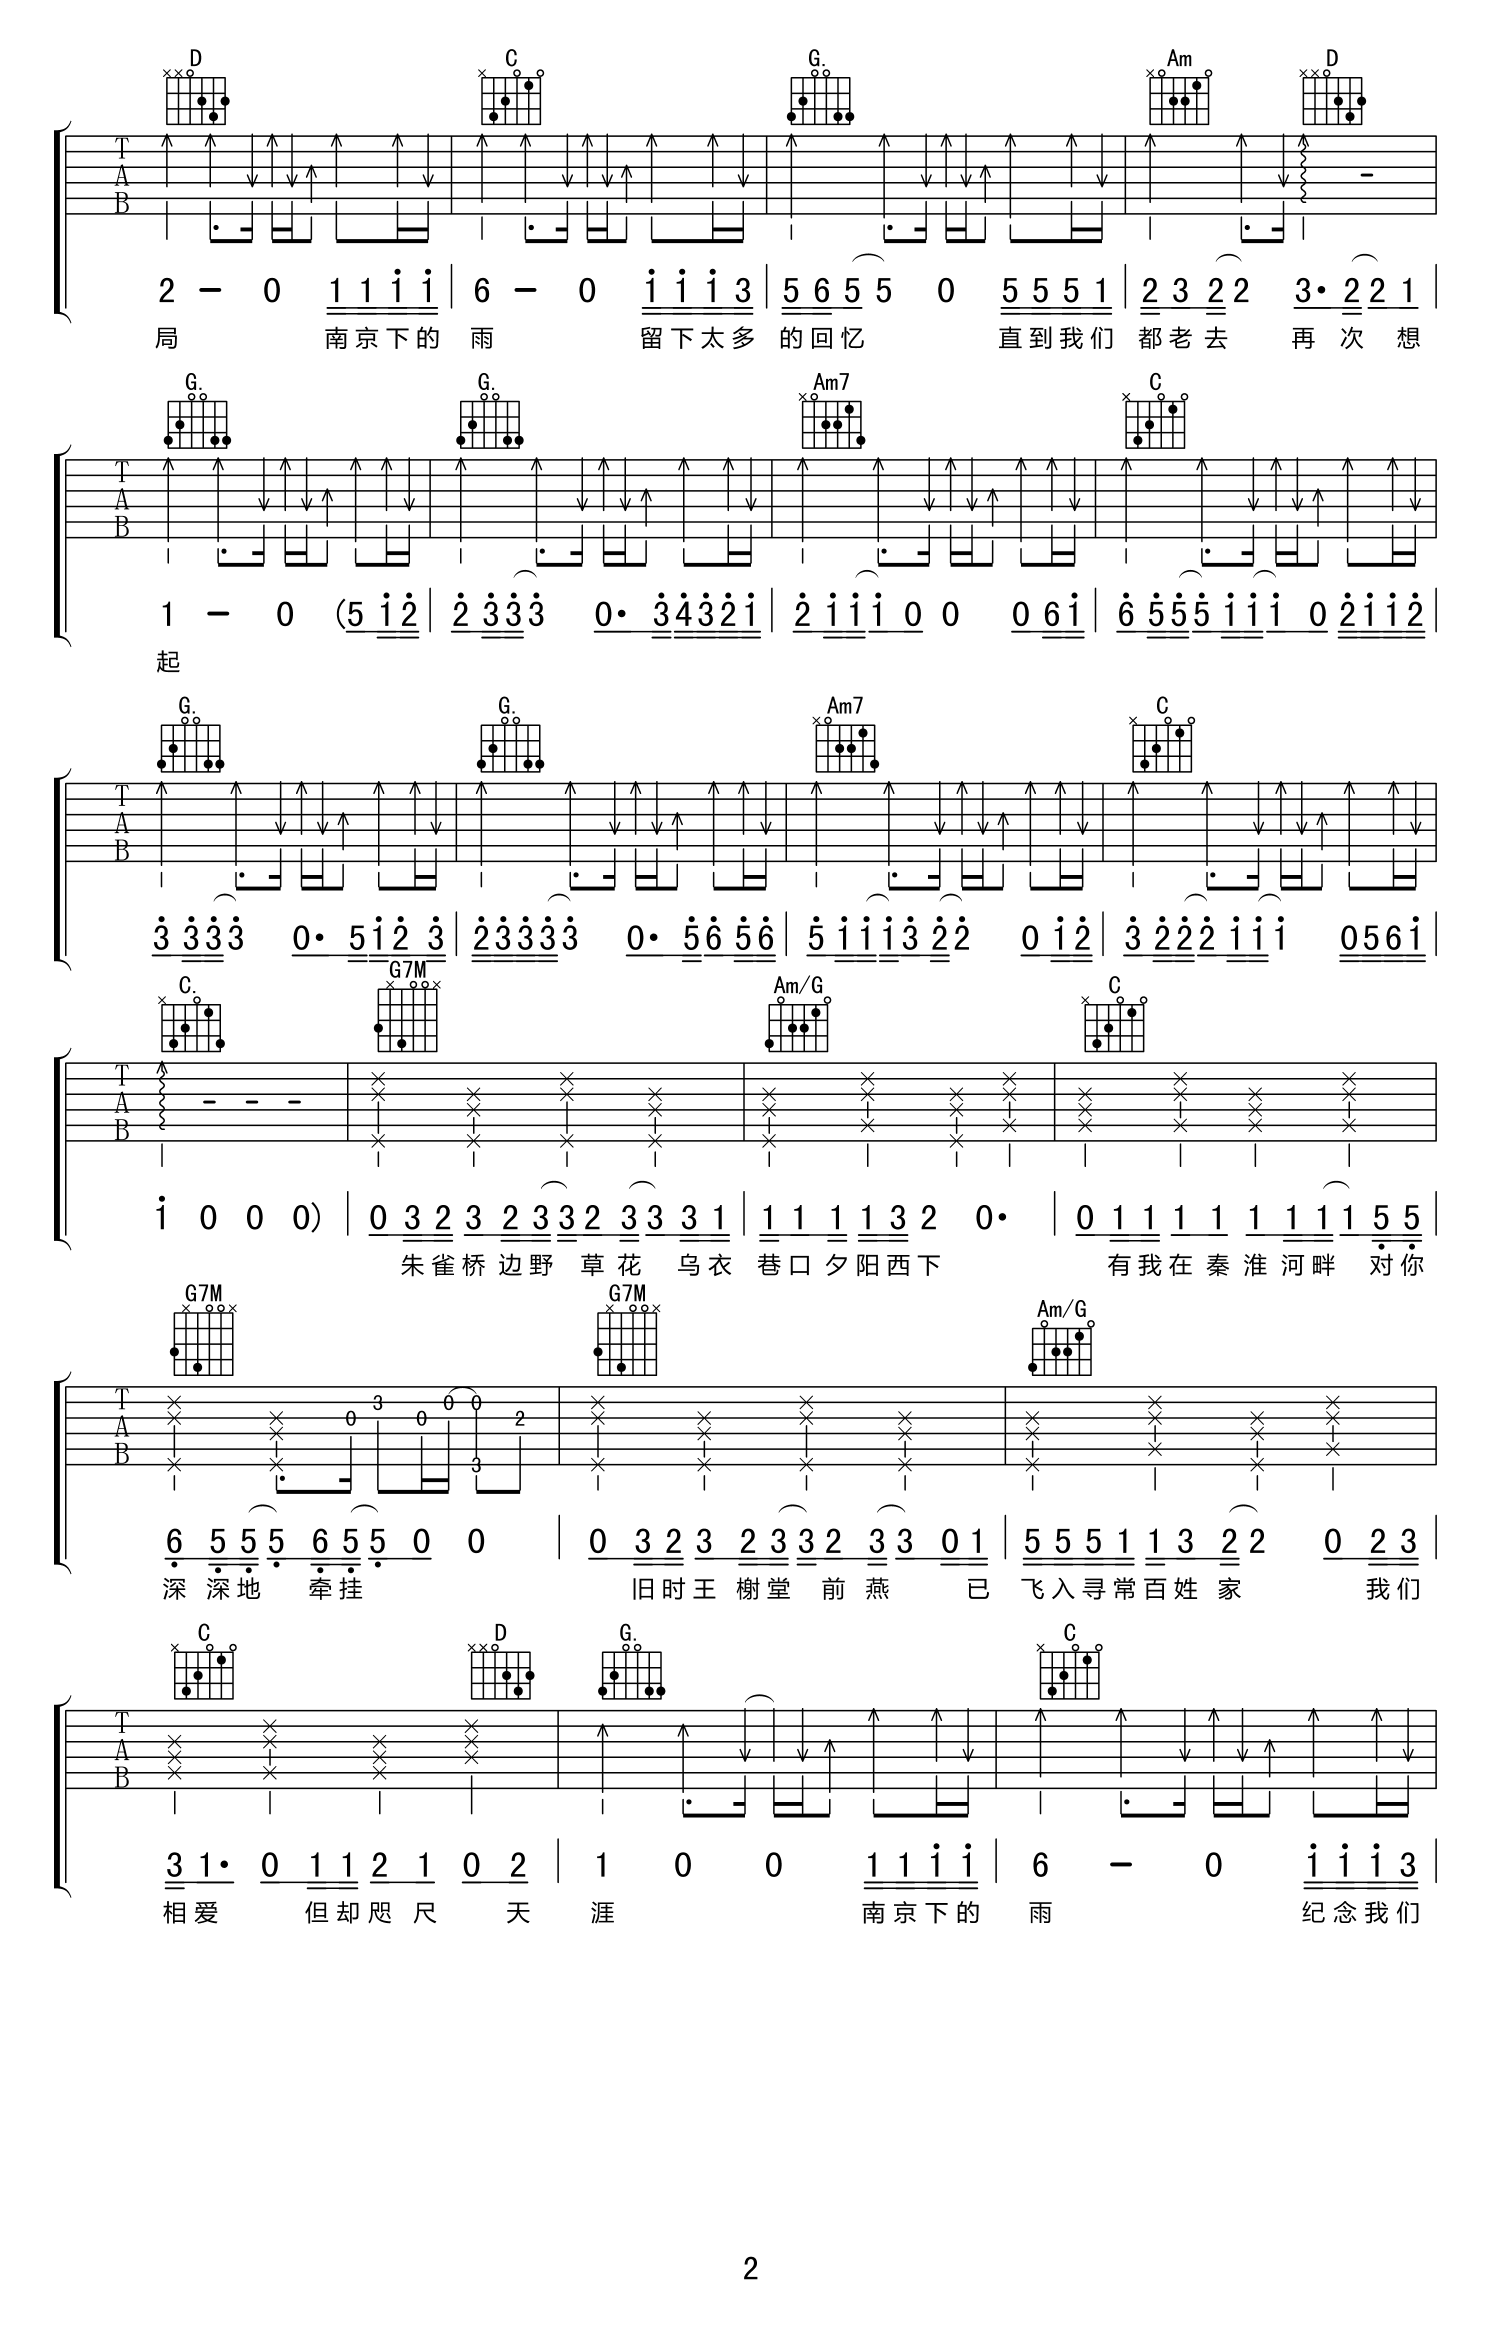 D C G. Am D
T
A
B
2 – 0 1 1 i i | 6 – 0 i i i 3 | 5 6 5 5 0 5 5 5 1 | 2 3 2 2 3· 2 2 1 |
局 南京下的 雨 留下太多 的回忆 直到我们 都老去 再次想
G. G. Am7 C
T
A
B
1 – 0 (5 i 2̇ | 2̇ 3̇ 3̇ 3̇ 0· 3̇ 4̇ 3̇ 2̇ i | 2̇ i i i 0 0 0 6 i | 6̇ 5̇ 5̇ 5̇ i i i 0 2̇ i i 2̇ |
起
G. G. Am7 C
T
A
B
3̇ 3̇ 3̇ 3̇ 0· 5 i 2̇ 3̇ | 2̇ 3̇ 3̇ 3̇ 3̇ 0· 5̇ 6̇ 5̇ 6̇ | 5̇ i i i 3̇ 2̇ 2̇ 0 i 2̇ | 3̇ 2̇ 2̇ 2̇ i i i 0 5 6 i |
C. G7M Am/G C
T
A
B
i 0 0 0) | 0 3 2 3 2 3 3 2 3 3 3 1 | 1 1 1 1 3 2 0· | 0 1 1 1 1 1 1 1 1 5̣ 5̣ |
朱雀桥边野 草花 乌衣 巷口夕阳西下 有我在秦淮河畔 对你
G7M G7M Am/G
T
A
B
0 3 0 0 0 3 2
6̣ 5̣ 5̣ 5̣ 6̣ 5̣ 5̣ 0 0 | 0 3 2 3 2 3 3 2 3 3 0 1 | 5 5 5 1 1 3 2 2 0 2 3 |
深深地 牵挂 旧时王榭堂 前燕 已 飞入寻常百姓家 我们
C D G. C
T
A
B
3 1· 0 1 1 2 1 0 2 | 1 0 0 1 1 i i | 6 – 0 i i i 3 |
相爱 但却咫尺 天 涯 南京下的 雨 纪念我们
2